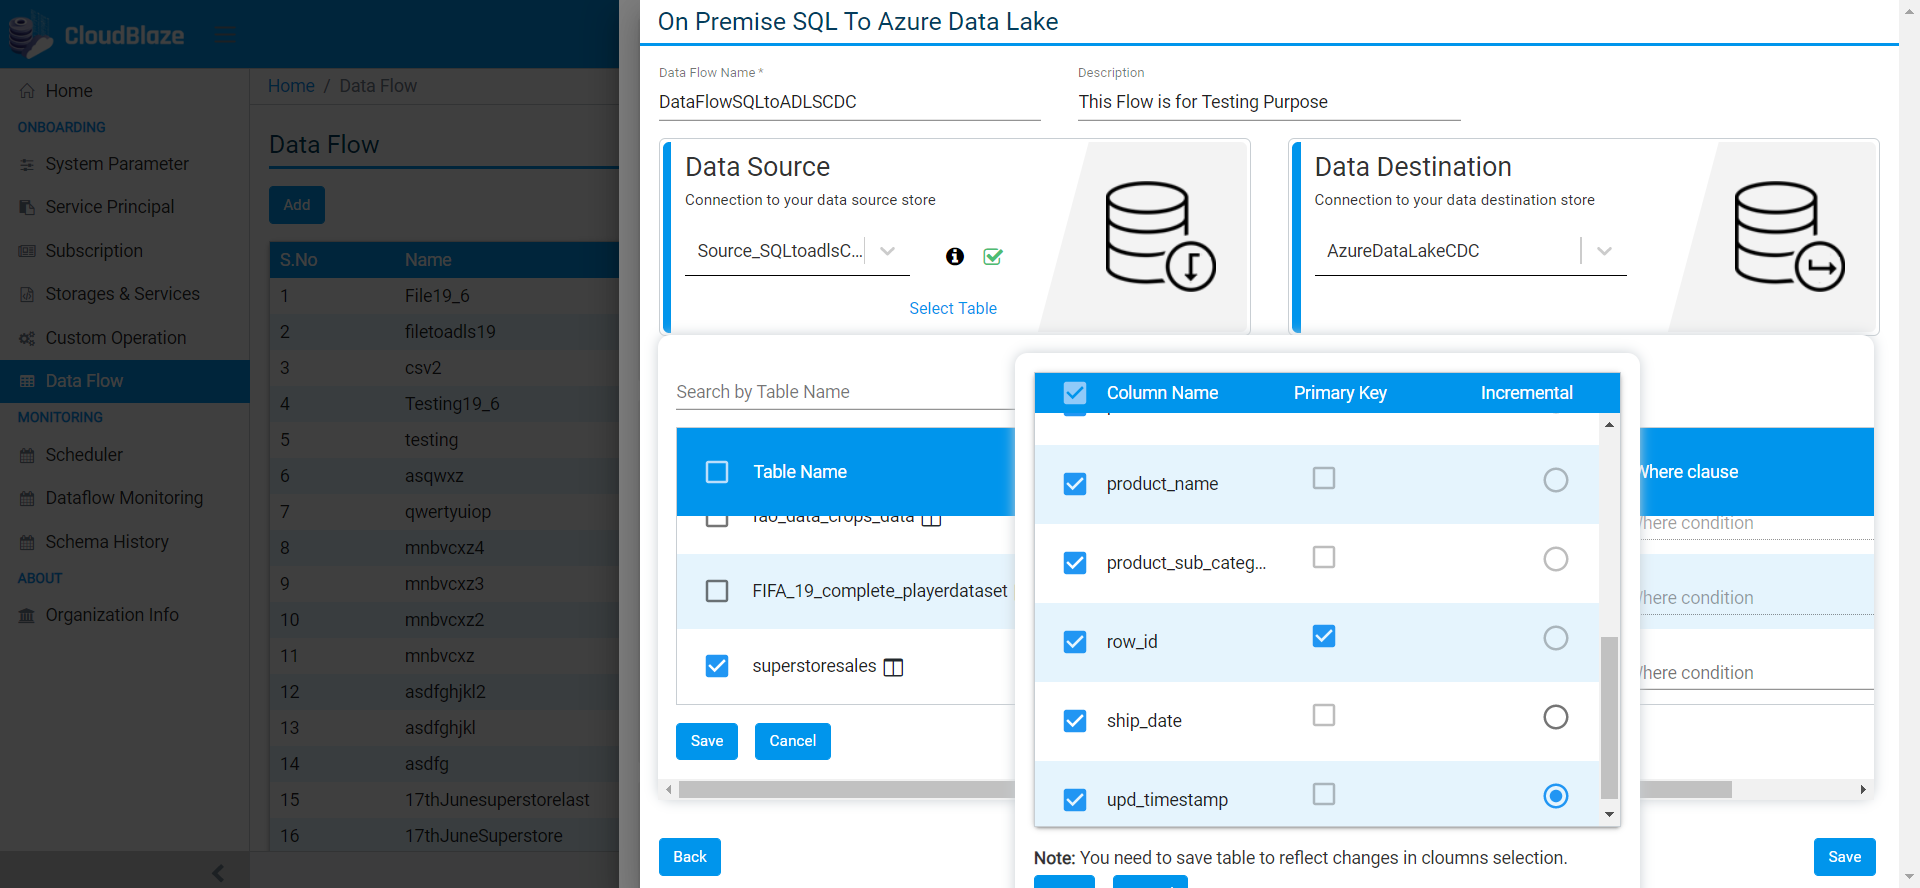 CloudBlaze
Home
ONBOARDING
System Parameter
Service Principal
Subscription
Storages & Services
Custom Operation
Data Flow
MONITORING
Scheduler
Dataflow Monitoring
Schema History
ABOUT
Organization Info
Home / Data Flow
Data Flow
Add
S.No Name
1 File19_6
2 filetoadls19
3 csv2
4 Testing19_6
5 testing
6 asqwxz
7 qwertyuiop
8 mnbvcxz4
9 mnbvcxz3
10 mnbvcxz2
11 mnbvcxz
12 asdfghjkl2
13 asdfghjkl
14 asdfg
15 17thJunesuperstorelast
16 17thJuneSuperstore
On Premise SQL To Azure Data Lake
Data Flow Name * Description
DataFlowSQLtoADLSCDC This Flow is for Testing Purpose
Data Source
Connection to your data source store
Source_SQLtoadlsC...
Select Table
Data Destination
Connection to your data destination store
AzureDataLakeCDC
Search by Table Name
Table Name Where clause
fao_data_crops_data here condition
FIFA_19_complete_playerdataset here condition
superstoresales here condition
Save Cancel
Column Name Primary Key Incremental
product_name
product_sub_categ...
row_id
ship_date
upd_timestamp
Note: You need to save table to reflect changes in cloumns selection.
Back Save